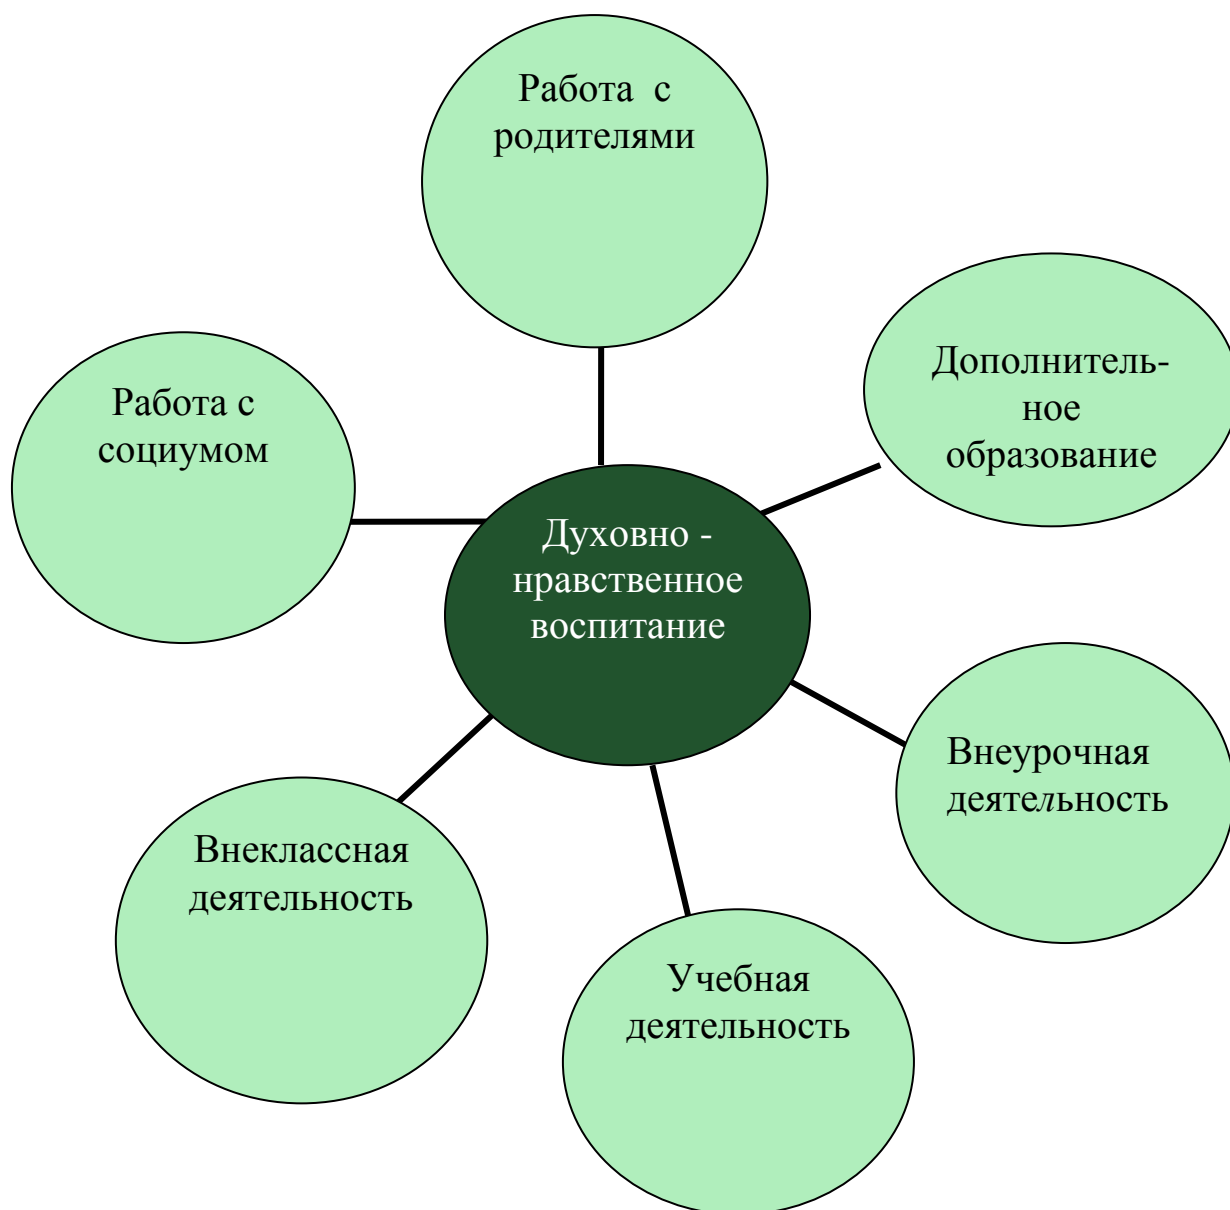 Работа с
родителями
Дополнитель-
ное
образование
Работа с
социумом
Духовно -
нравственное
воспитание
Внеурочная
деятельность
Внеклассная
деятельность
Учебная
деятельность